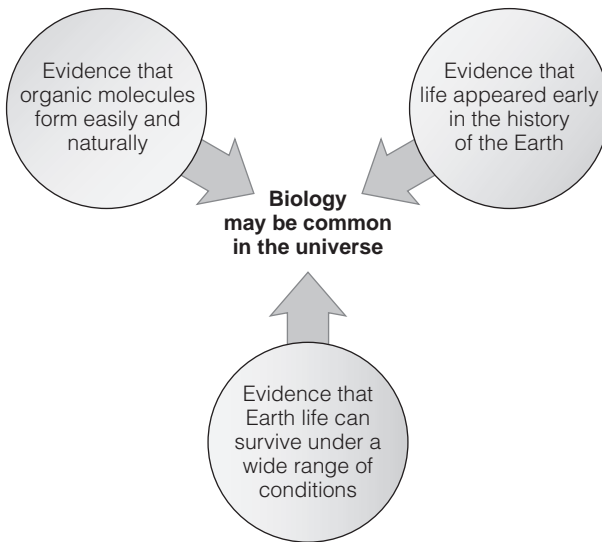 Evidence that
organic molecules
form easily and
naturally
Evidence that
life appeared early
in the history
of the Earth
Biology
may be common
in the universe
Evidence that
Earth life can
survive under a
wide range of
conditions